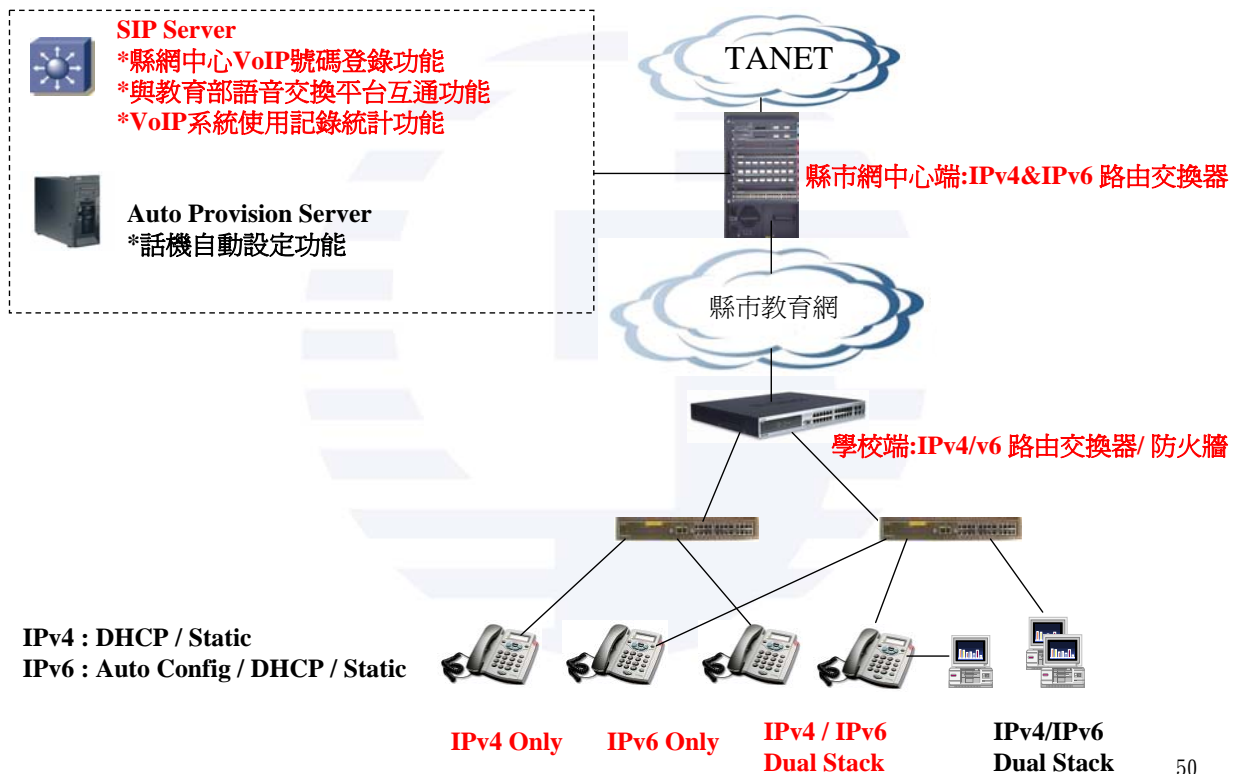 SIP Server
*縣網中心VoIP號碼登錄功能
*與教育部語音交換平台互通功能
*VoIP系統使用記錄統計功能
Auto Provision Server
*話機自動設定功能
TANET
縣市網中心端:IPv4&IPv6 路由交換器
縣市教育網
學校端:IPv4/v6 路由交換器/ 防火牆
IPv4 : DHCP / Static
IPv6 : Auto Config / DHCP / Static
IPv4 Only
IPv6 Only
IPv4 / IPv6
Dual Stack
IPv4/IPv6
Dual Stack
50